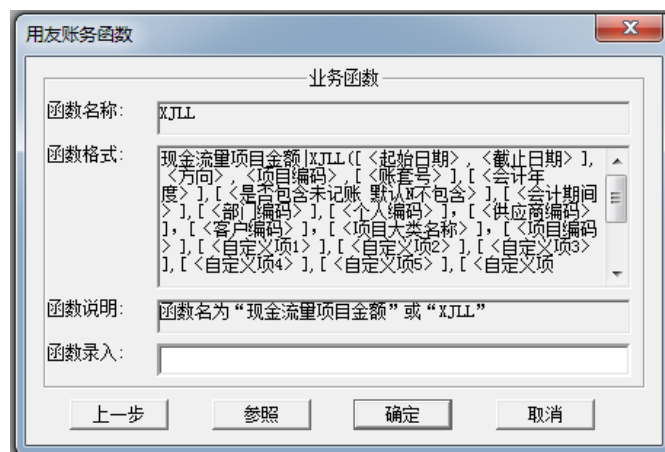 用友账务函数
业务函数
函数名称:
XJLL
函数格式:
现金流量项目金额|XJLL([ <起始日期> , <截止日期> ],
<方向> , <项目编码> ,[ <账套号> ],[ <会计年
度> ],[ <是否包含未记账 默认N不包含> ],[ <会计期间
> ],[ <部门编码> ],[ <个人编码> ],[ <供应商编码>
],[ <客户编码> ],[ <项目大类名称> ],[ <项目编码
> ],[ <自定义项1> ],[ <自定义项2> ],[ <自定义项3>
],[ <自定义项4> ],[ <自定义项5> ],[ <自定义项
函数说明:
函数名为“现金流量项目金额”或“XJLL”
函数录入:
上一步 参照 确定 取消